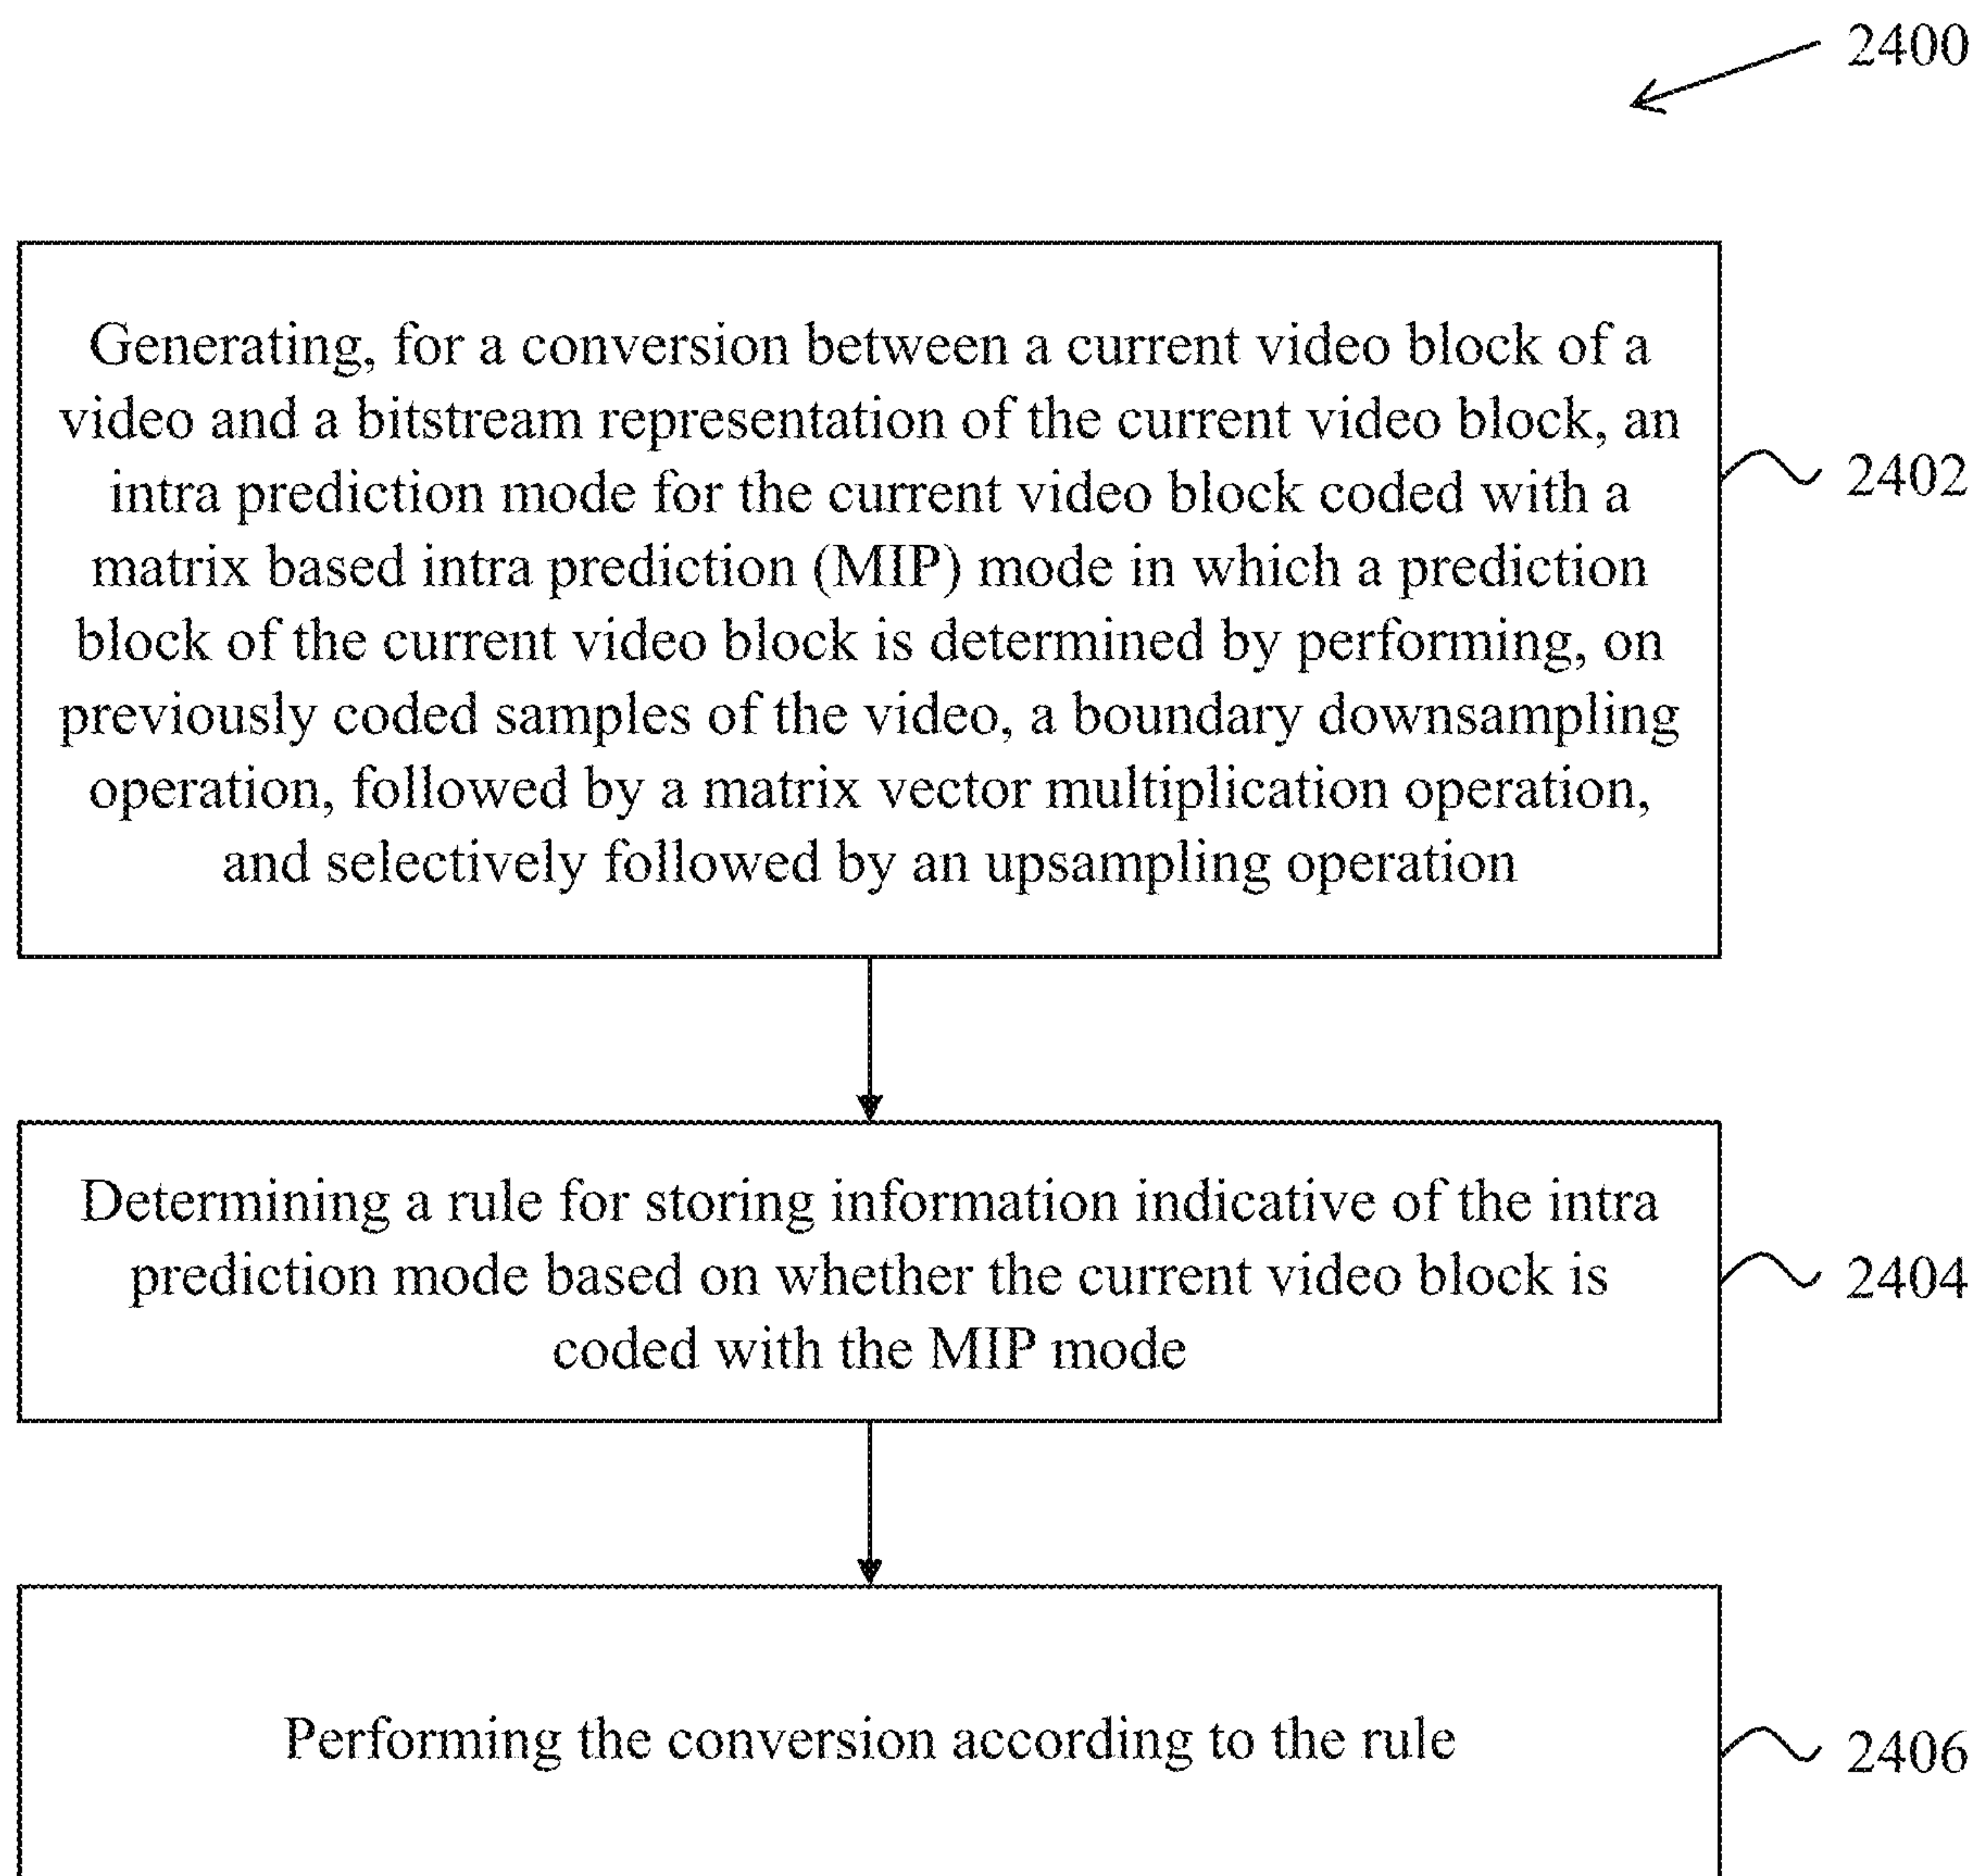 2400
Generating, for a conversion between a current video block of a
video and a bitstream representation of the current video block, an
intra prediction mode for the current video block coded with a
matrix based intra prediction (MIP) mode in which a prediction
block of the current video block is determined by performing, on
previously coded samples of the video, a boundary downsampling
operation, followed by a matrix vector multiplication operation,
and selectively followed by an upsampling operation
2402
Determining a rule for storing information indicative of the intra
prediction mode based on whether the current video block is
coded with the MIP mode
2404
Performing the conversion according to the rule
2406